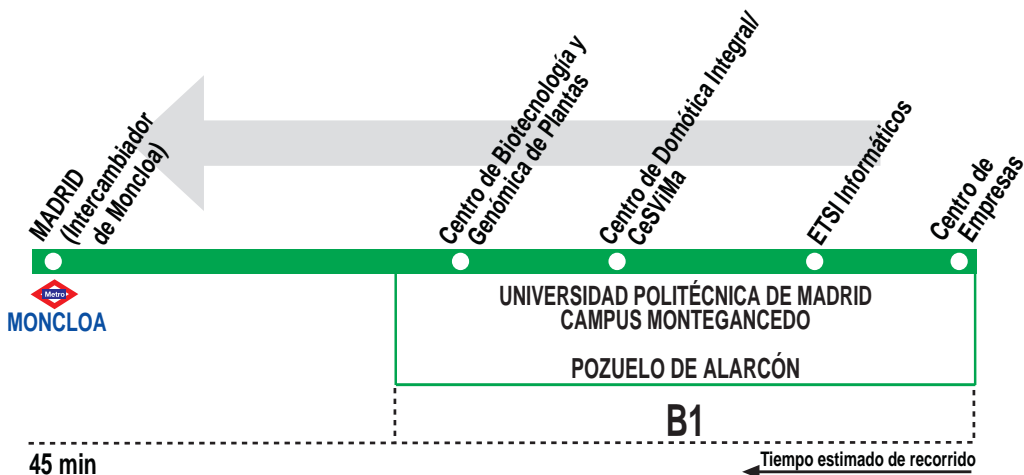 MADRID
(Intercambiador
de Moncloa)
Centro de Biotecnología y
Genómica de Plantas
Centro de Domótica Integral/
CeSViMa
ETSI Informáticos
Centro de
Empresas
Metro
MONCLOA
UNIVERSIDAD POLITÉCNICA DE MADRID
CAMPUS MONTEGANCEDO
POZUELO DE ALARCÓN
B1
45 min
Tiempo estimado de recorrido